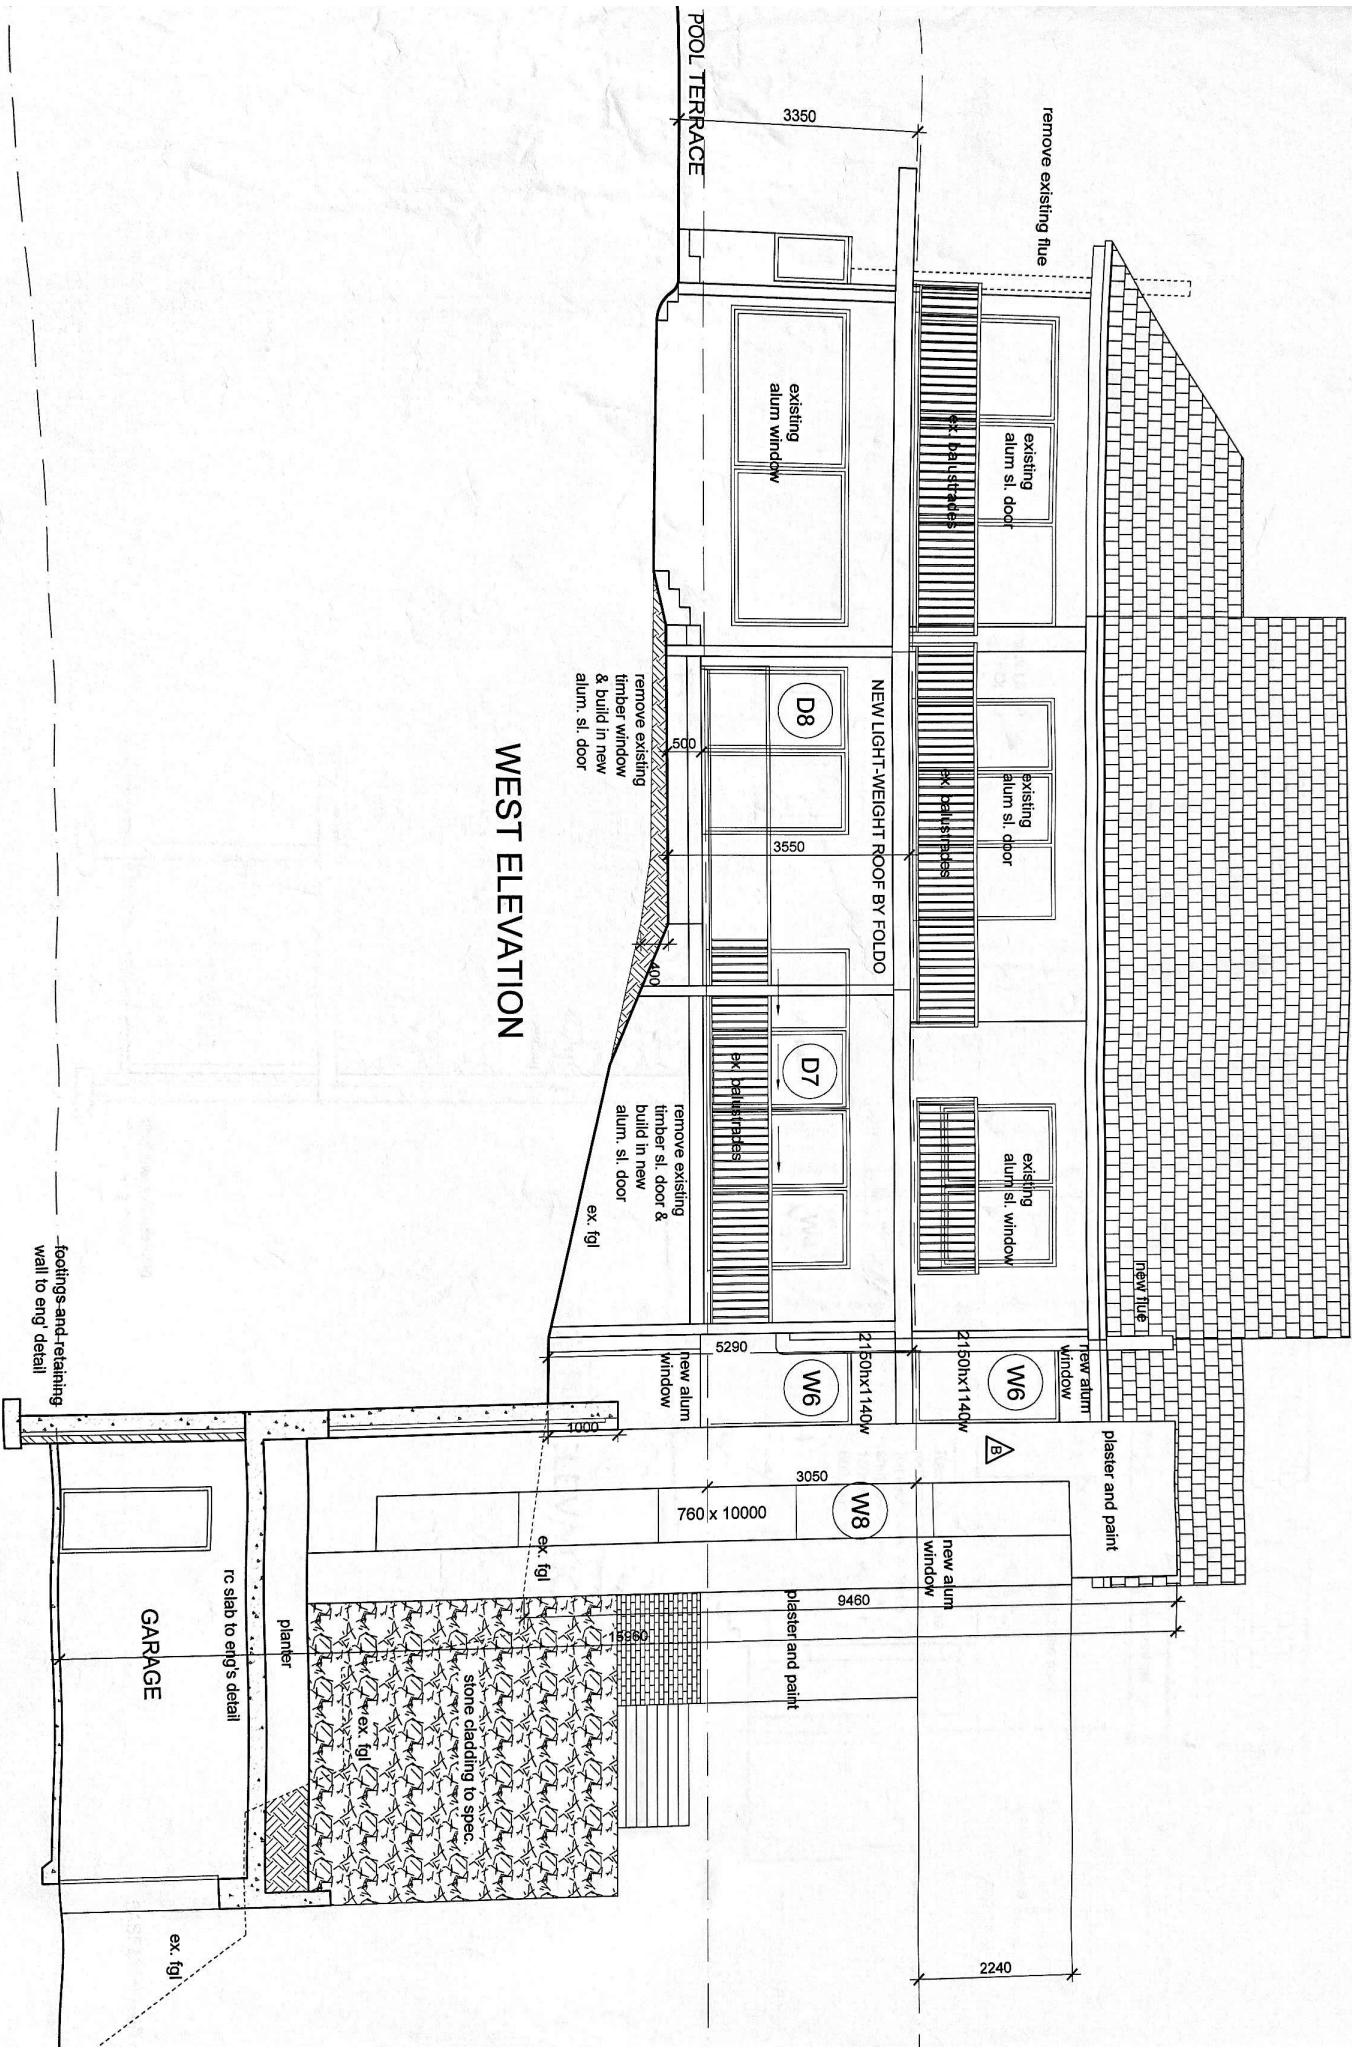 remove existing flue
new flue
existing
alum sl. door
existing
alum sl. door
existing
alum sl. window
new alum
window
plaster and paint
ex. balustrades
ex. balustrades
W6
2150hx1140w
B
3350
NEW LIGHT-WEIGHT ROOF BY FOLDO
2150hx1140w
new alum
window
2240
existing
alum window
D8
D7
W6
W8
3050
9460
3550
ex. balustrades
5290
760 x 10000
plaster and paint
POOL TERRACE
500
400
new alum
window
remove existing
timber window
& build in new
alum. sl. door
remove existing
timber sl. door &
build in new
alum. sl. door
ex. fgl
1000
ex. fgl
15960
WEST ELEVATION
stone cladding to spec.
ex. fgl
planter
rc slab to eng's detail
GARAGE
ex. fgl
footings and retaining
wall to eng' detail